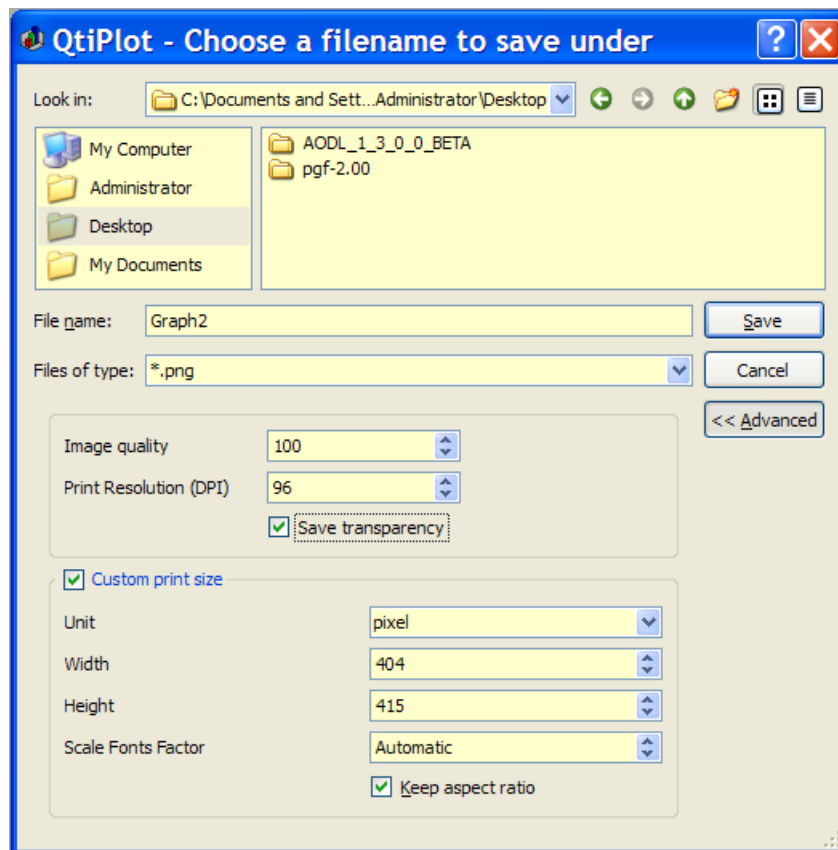 QtiPlot - Choose a filename to save under
Look in: C:\Documents and Sett...Administrator\Desktop
My Computer
Administrator
Desktop
My Documents
AODL_1_3_0_0_BETA
pgf-2.00
File name: Graph2 Save
Files of type: *.png Cancel
<< Advanced
Image quality 100
Print Resolution (DPI) 96
Save transparency
Custom print size
Unit pixel
Width 404
Height 415
Scale Fonts Factor Automatic
Keep aspect ratio